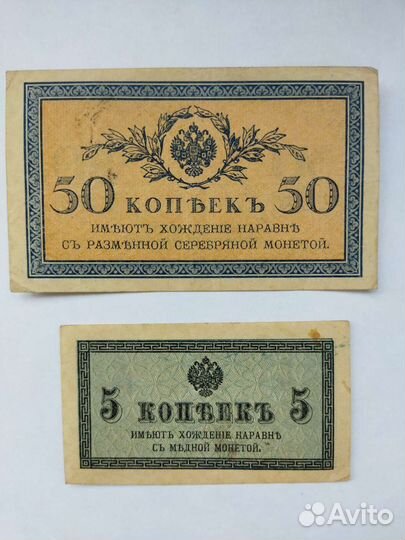 50 КОПѢЕКЪ 50
ИМѢЮТЪ ХОЖДЕНІЕ НАРАВНѢ
СЪ РАЗМѢННОЙ СЕРЕБРЯНОЙ МОНЕТОЙ.
5 КОПѢЕКЪ 5
ИМѢЮТЪ ХОЖДЕНІЕ НАРАВНѢ
СЪ МѢДНОЙ МОНЕТОЙ.
Avito